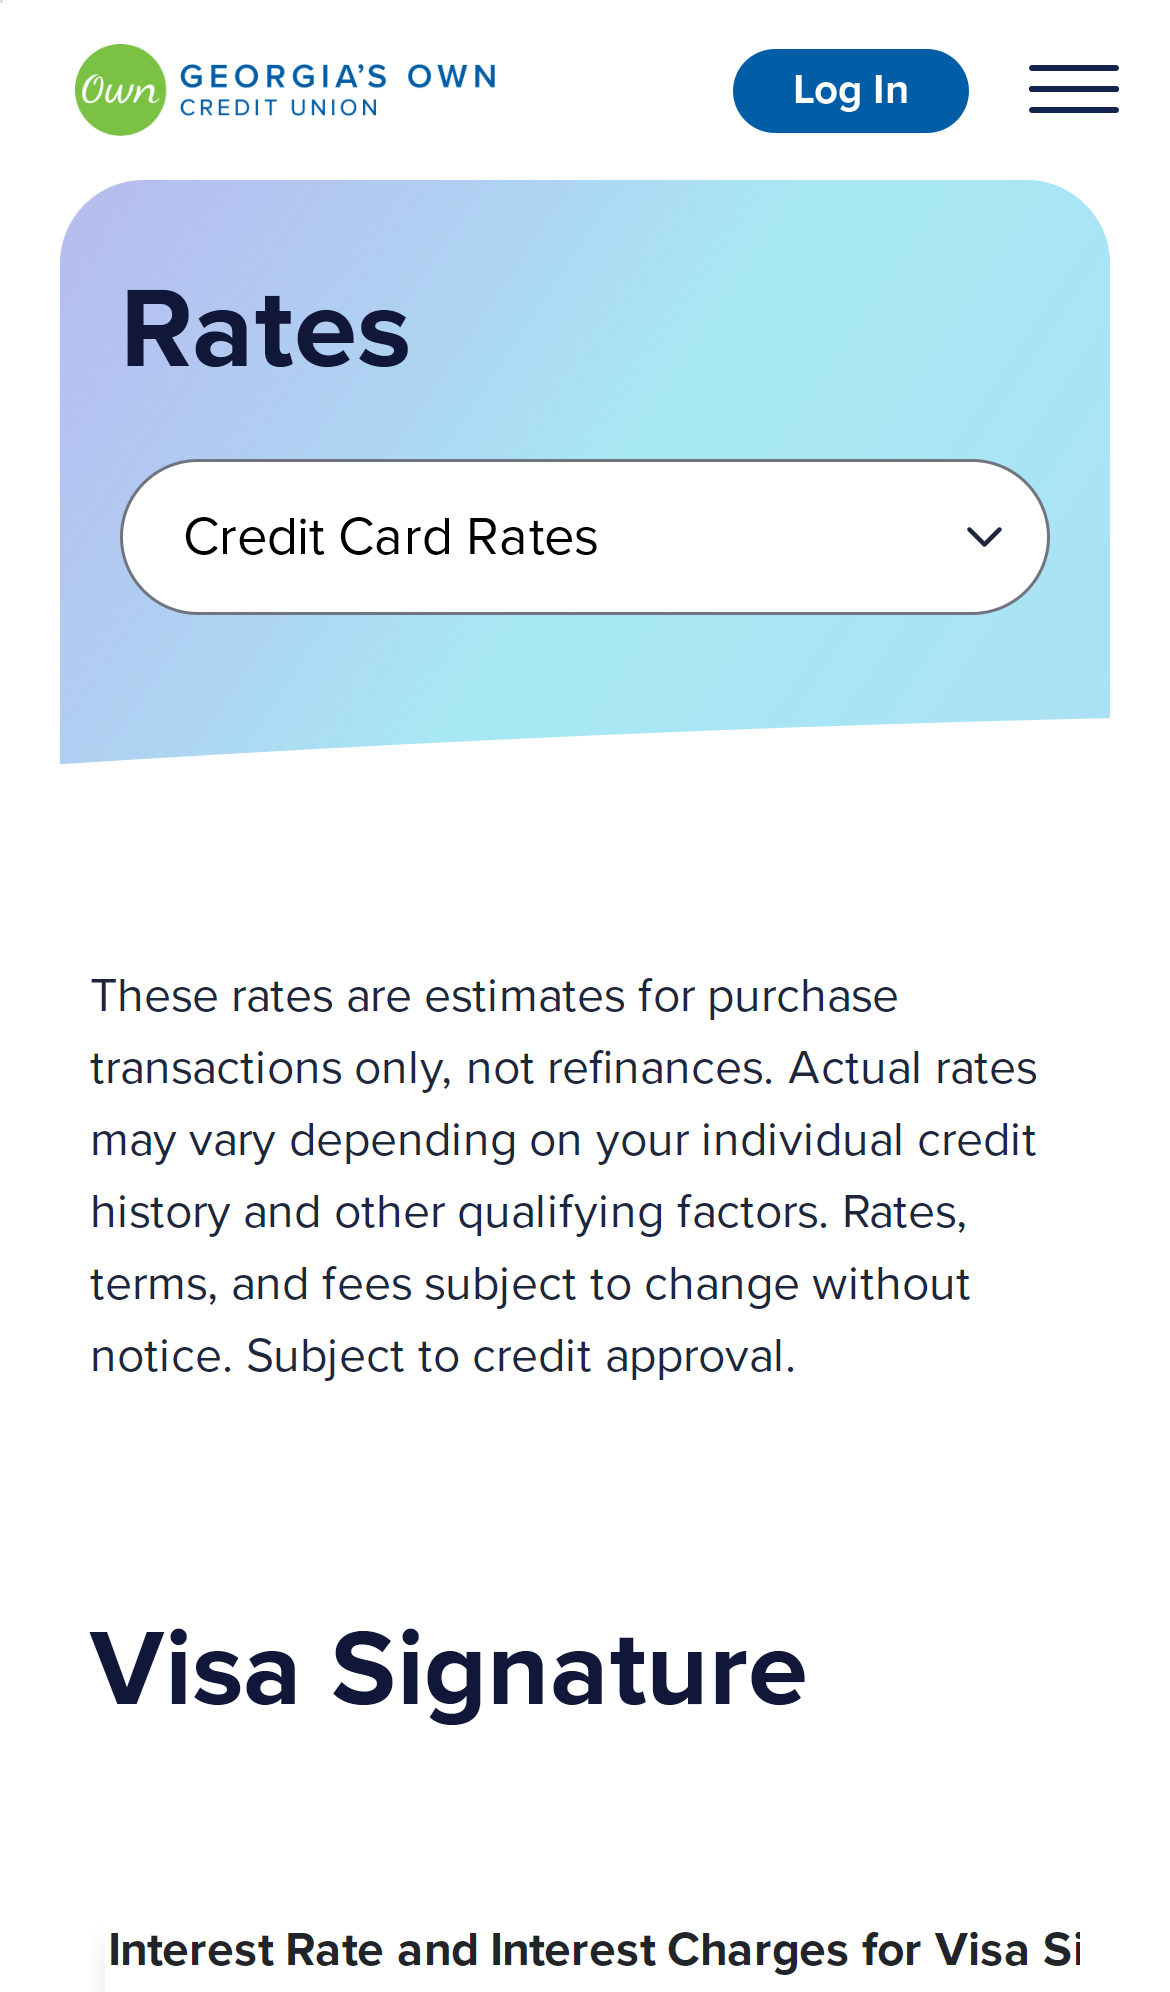 Own
GEORGIA'S OWN
CREDIT UNION
Log In
Rates
Credit Card Rates
These rates are estimates for purchase
transactions only, not refinances. Actual rates
may vary depending on your individual credit
history and other qualifying factors. Rates,
terms, and fees subject to change without
notice. Subject to credit approval.
Visa Signature
Interest Rate and Interest Charges for Visa Si